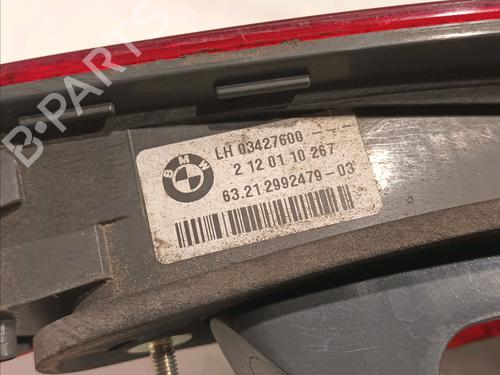 B-PARTS
BMW
LH 03427600 ---
2 12 01 10 267
63.21 2992479-03